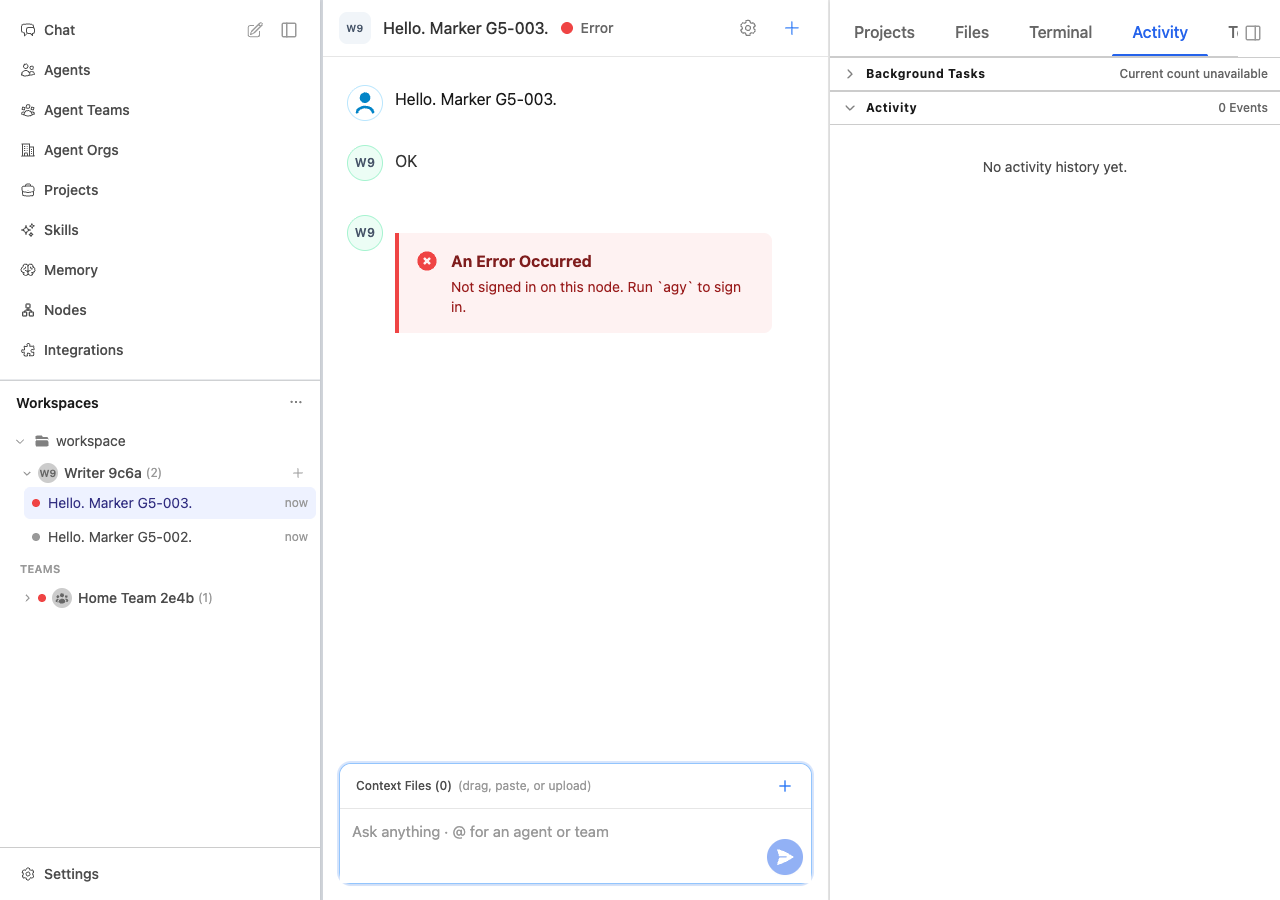 Chat
Agents
Agent Teams
Agent Orgs
Projects
Skills
Memory
Nodes
Integrations
Workspaces
workspace
W9 Writer 9c6a (2)
Hello. Marker G5-003. now
Hello. Marker G5-002. now
TEAMS
Home Team 2e4b (1)
Settings
W9 Hello. Marker G5-003. Error
Hello. Marker G5-003.
W9 OK
W9
An Error Occurred
Not signed in on this node. Run `agy` to sign
in.
Context Files (0) (drag, paste, or upload)
Ask anything · @ for an agent or team
Projects Files Terminal Activity
Background Tasks Current count unavailable
Activity 0 Events
No activity history yet.